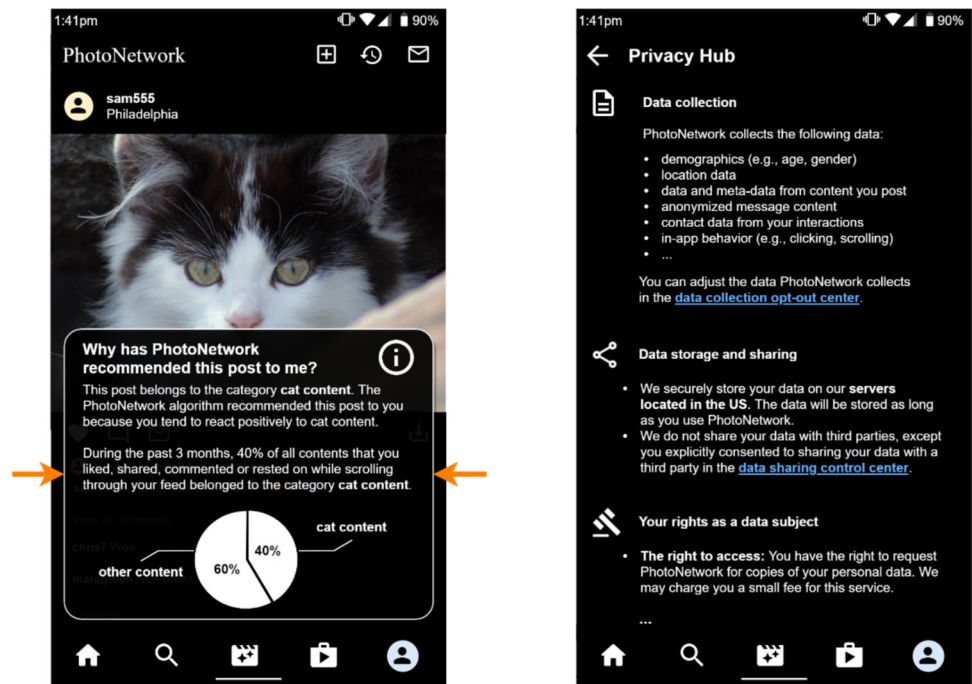 1:41pm
90%
PhotoNetwork
sam555
Philadelphia
Why has PhotoNetwork
recommended this post to me?
This post belongs to the category cat content. The
PhotoNetwork algorithm recommended this post to you
because you tend to react positively to cat content.
During the past 3 months, 40% of all contents that you
liked, shared, commented or rested on while scrolling
through your feed belonged to the category cat content.
View all comments
chris7 Wow
cat content
40%
other content
60%
1:41pm
90%
Privacy Hub
Data collection
PhotoNetwork collects the following data:
• demographics (e.g., age, gender)
• location data
• data and meta-data from content you post
• anonymized message content
• contact data from your interactions
• in-app behavior (e.g., clicking, scrolling)
• ...
You can adjust the data PhotoNetwork collects
in the data collection opt-out center.
Data storage and sharing
• We securely store your data on our servers
located in the US. The data will be stored as long
as you use PhotoNetwork.
• We do not share your data with third parties, except
you explicitly consented to sharing your data with a
third party in the data sharing control center.
Your rights as a data subject
• The right to access: You have the right to request
PhotoNetwork for copies of your personal data. We
may charge you a small fee for this service.
...